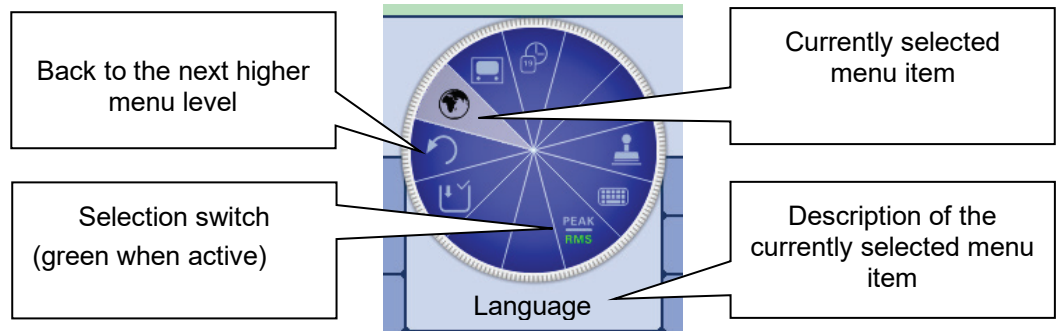 Back to the next higher
menu level
Currently selected
menu item
19
Selection switch
(green when active)
PEAK
RMS
Description of the
currently selected menu
item
Language